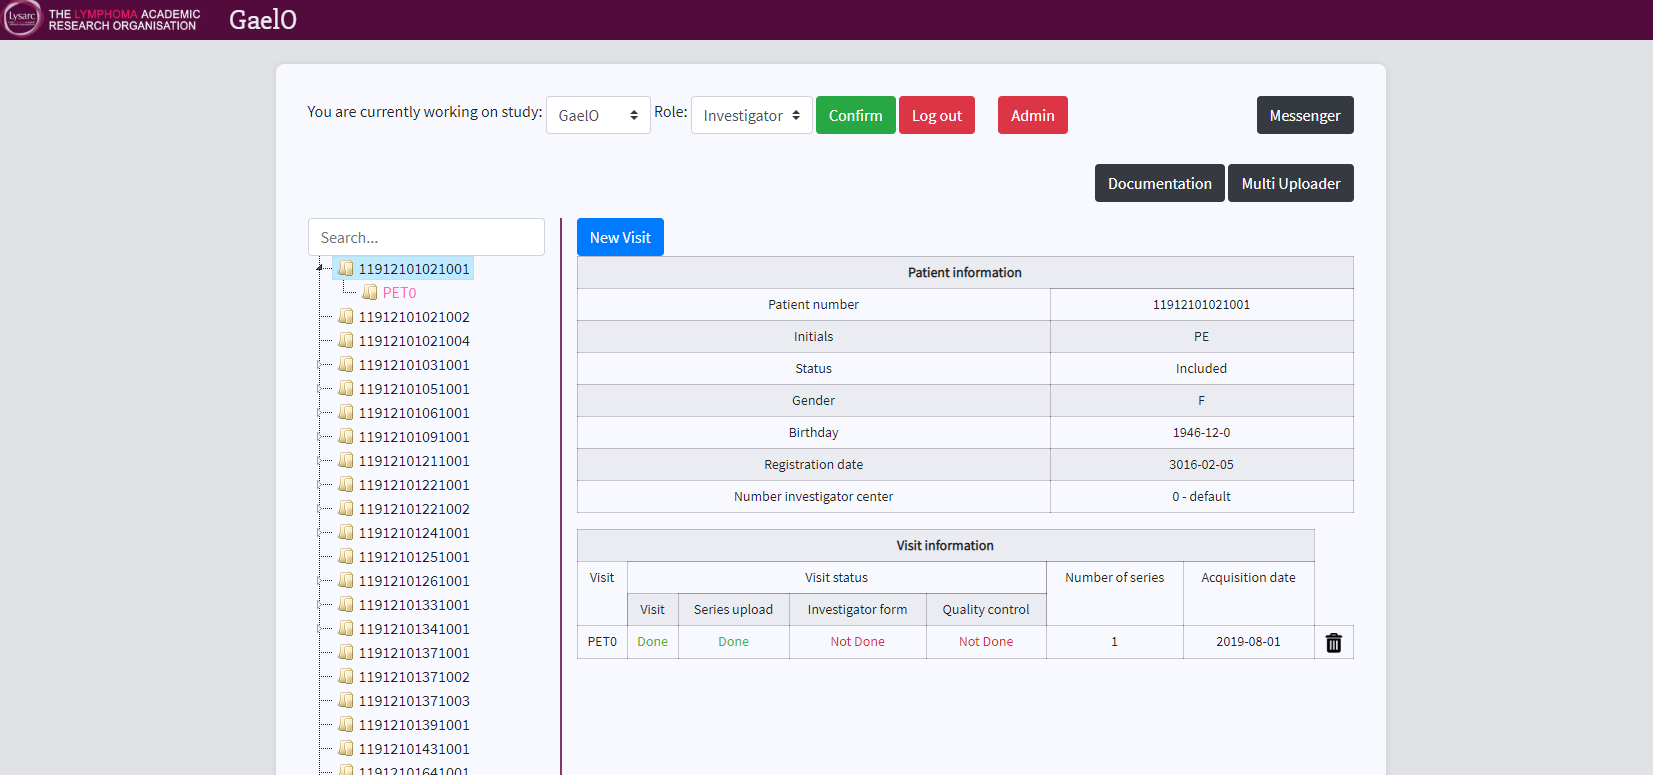 Lysarc
THE LYMPHOMA ACADEMIC
RESEARCH ORGANISATION
GaelO
You are currently working on study: GaelO Role: Investigator Confirm Log out Admin Messenger
Documentation Multi Uploader
Search...
11912101021001
PET0
11912101021002
11912101021004
11912101031001
11912101051001
11912101061001
11912101091001
11912101211001
11912101221001
11912101221002
11912101241001
11912101251001
11912101261001
11912101331001
11912101341001
11912101371001
11912101371002
11912101371003
11912101391001
11912101431001
11912101641001
New Visit
Patient information
Patient number 11912101021001
Initials PE
Status Included
Gender F
Birthday 1946-12-0
Registration date 3016-02-05
Number investigator center 0 - default
Visit information
Visit Visit status Number of series Acquisition date
Visit Series upload Investigator form Quality control
PET0 Done Done Not Done Not Done 1 2019-08-01